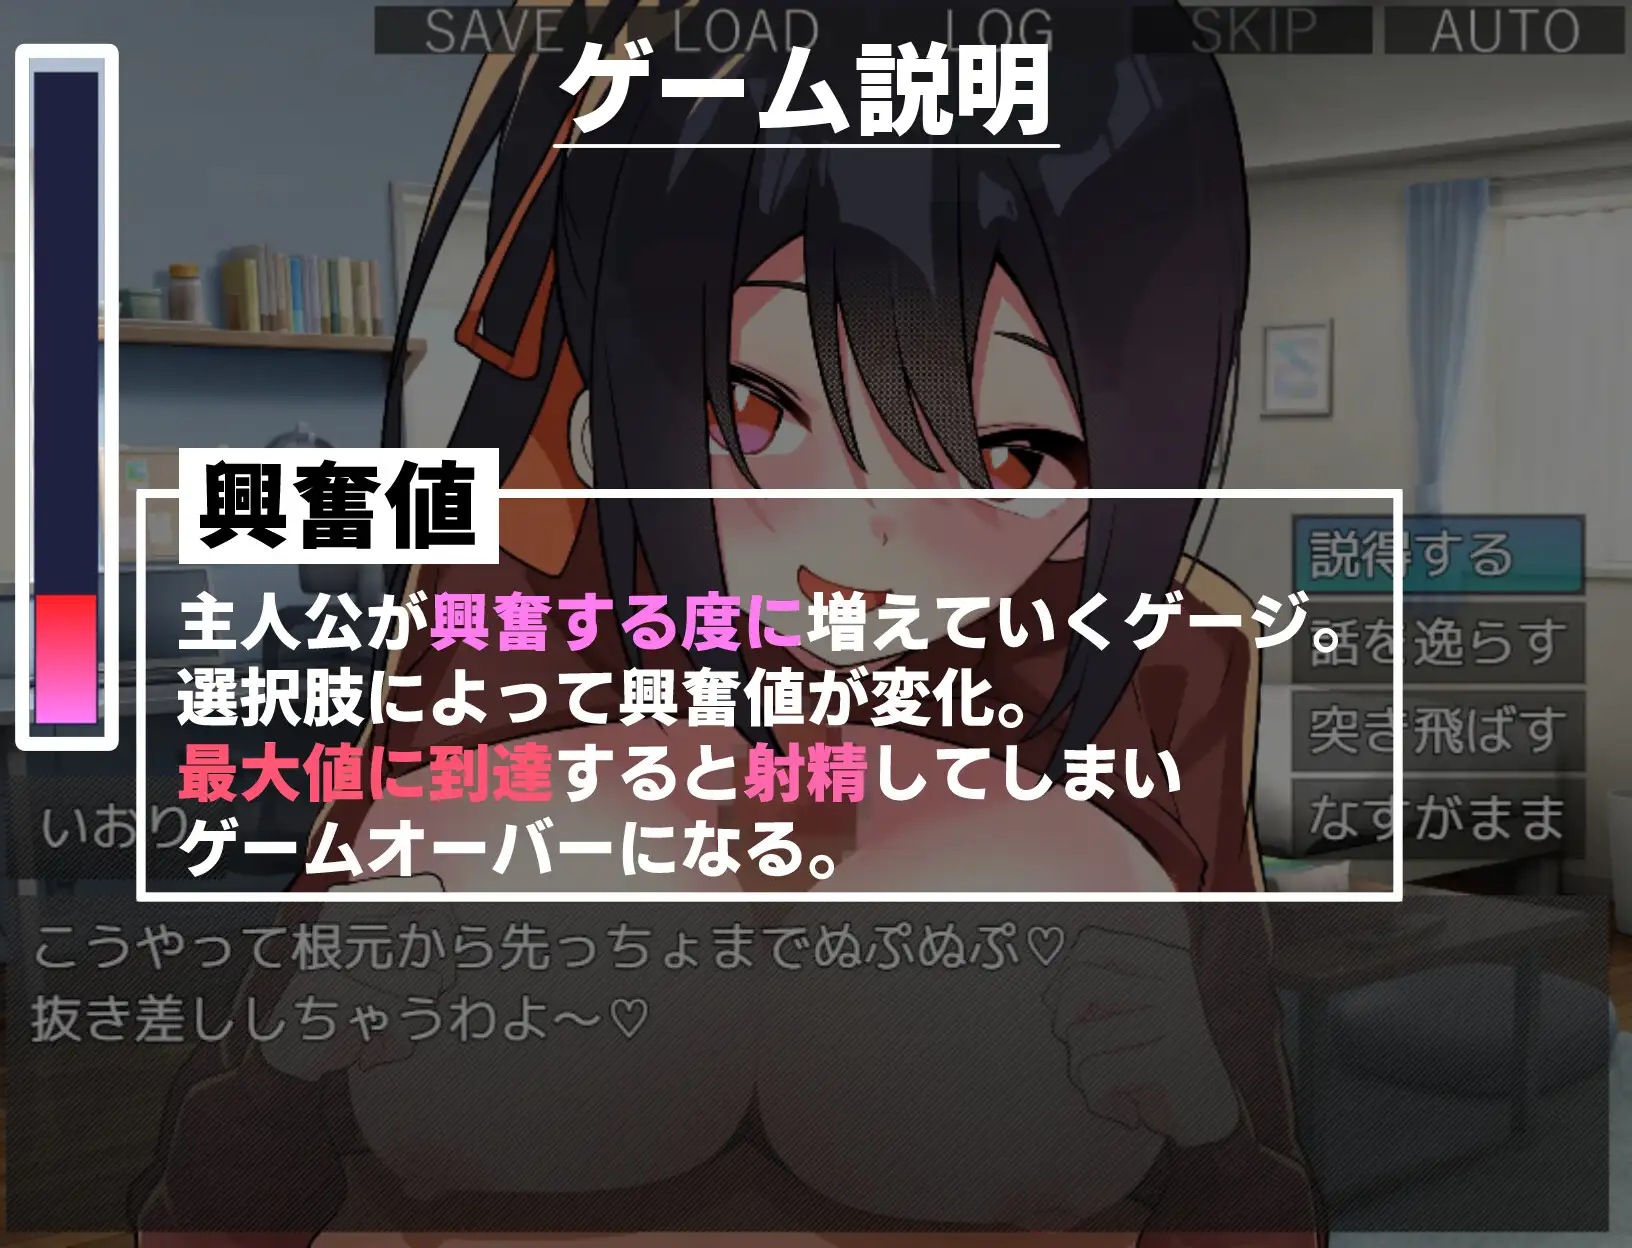 SAVE
LOAD
LOG
SKIP
AUTO
ゲーム説明
興奮値
主人公が興奮する度に増えていくゲージ。
選択肢によって興奮値が変化。
最大値に到達すると射精してしまい
ゲームオーバーになる。
説得する
話を逸らす
突き飛ばす
なすがまま
いおり
こうやって根元から先っちょまでぬぷぬぷ♡
抜き差ししちゃうわよ～♡